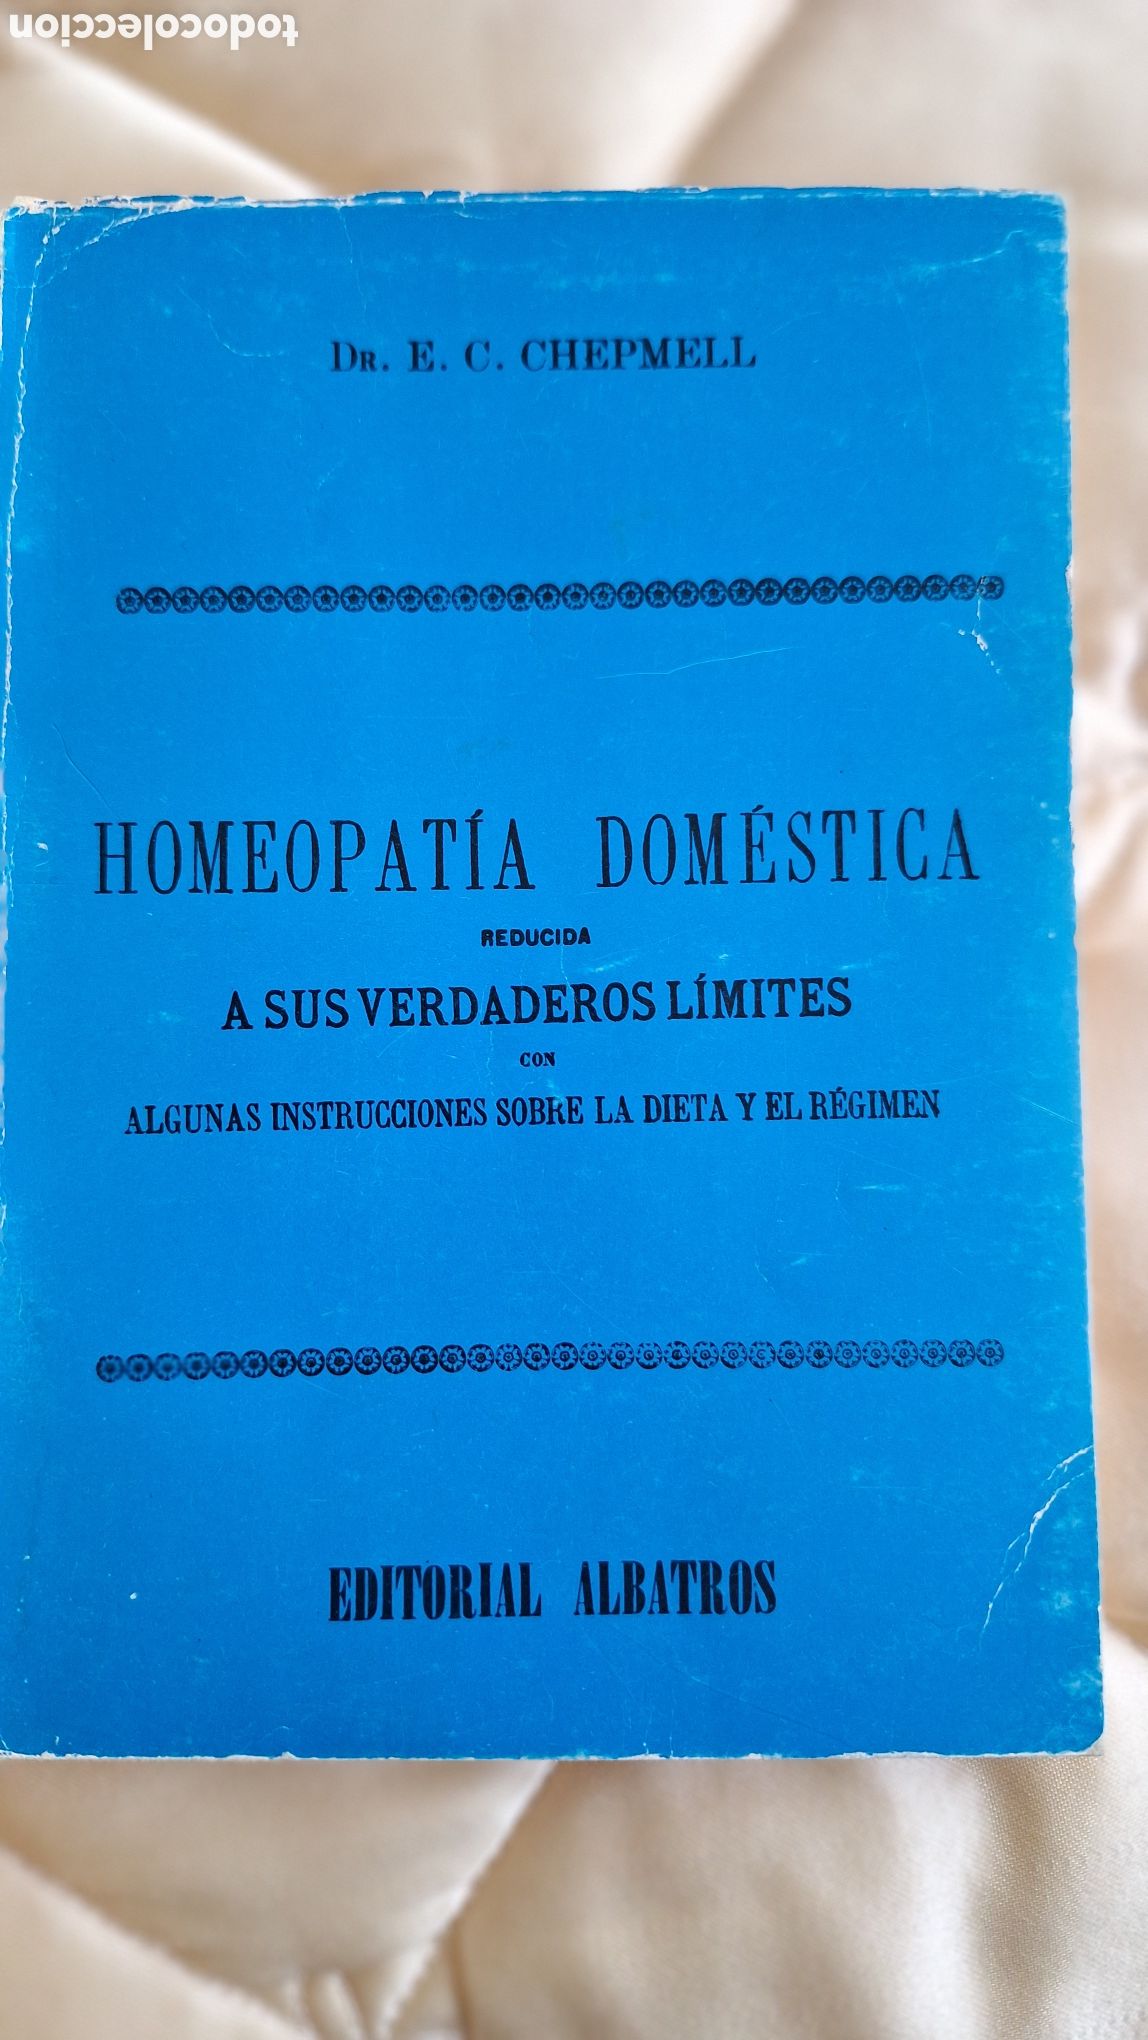 todocoleccion
DR. E. C. CHEPMELL
HOMEOPATÍA DOMÉSTICA
REDUCIDA
A SUS VERDADEROS LÍMITES
CON
ALGUNAS INSTRUCCIONES SOBRE LA DIETA Y EL RÉGIMEN
EDITORIAL ALBATROS